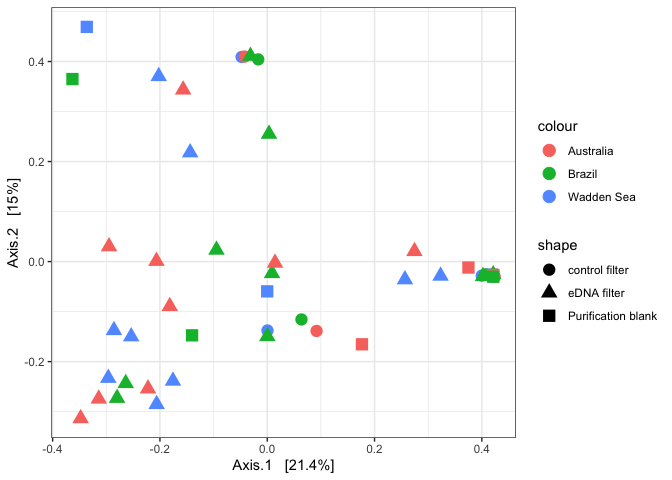 0.4
0.2
0.0
-0.2
-0.4
-0.2
0.0
0.2
0.4
Axis.1 [21.4%]
Axis.2 [15%]
colour
Australia
Brazil
Wadden Sea
shape
control filter
eDNA filter
Purification blank